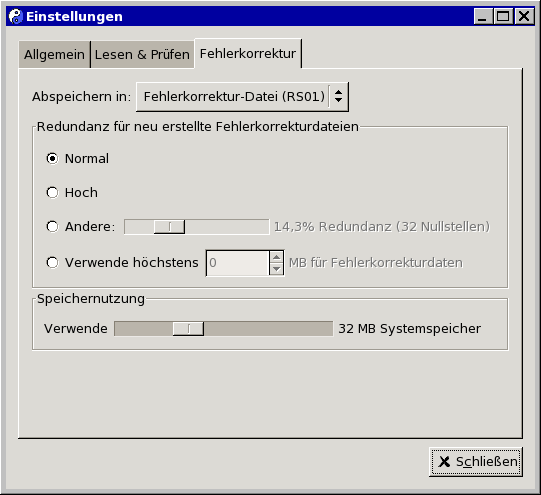 Einstellungen
Allgemein Lesen & Prüfen Fehlerkorrektur
Abspeichern in: Fehlerkorrektur-Datei (RS01)
Redundanz für neu erstellte Fehlerkorrekturdateien
Normal
Hoch
Andere: 14,3% Redundanz (32 Nullstellen)
Verwende höchstens 0 MB für Fehlerkorrekturdaten
Speichernutzung
Verwende 32 MB Systemspeicher
Schließen